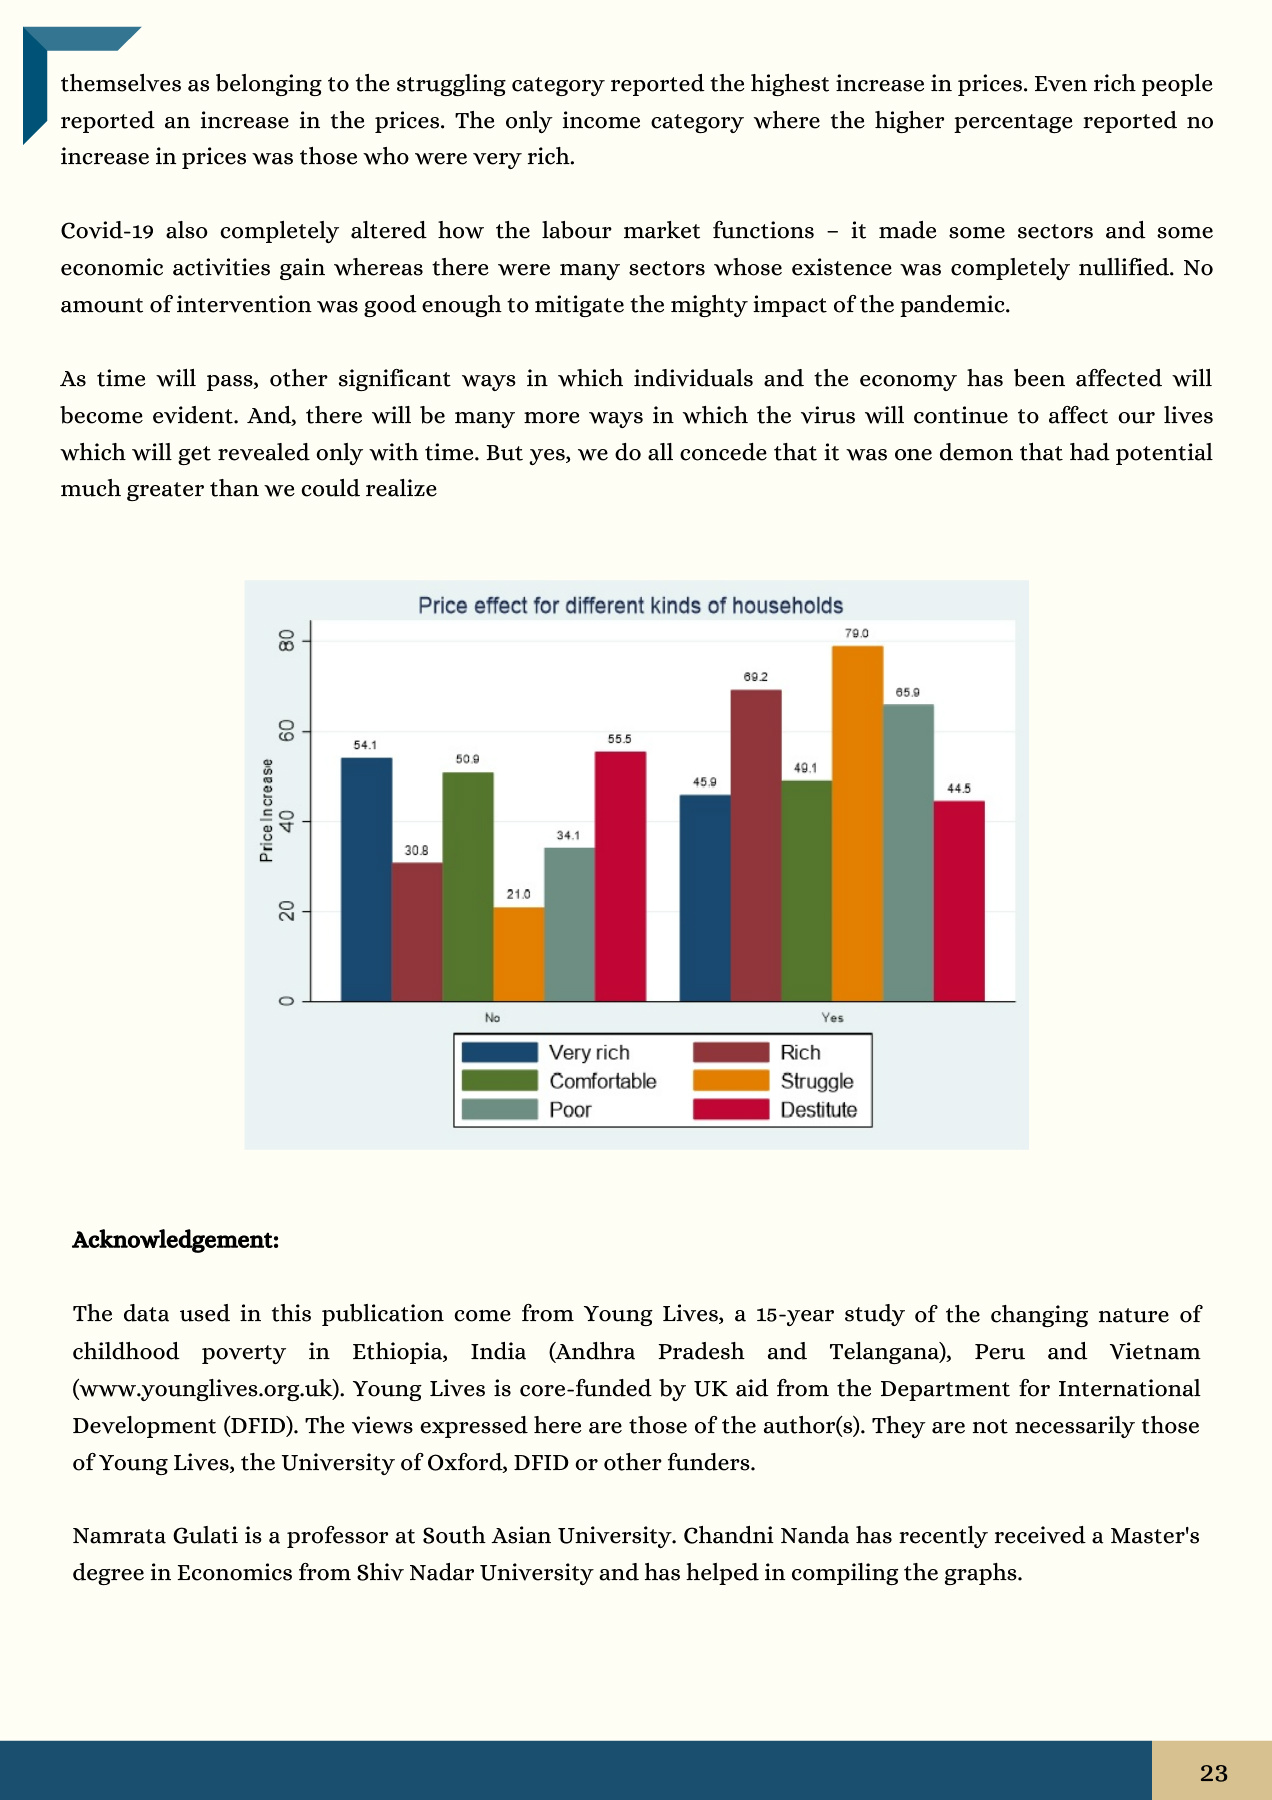 themselves as belonging to the struggling category reported the highest increase in prices. Even rich people
reported an increase in the prices. The only income category where the higher percentage reported no
increase in prices was those who were very rich.
Covid-19 also completely altered how the labour market functions – it made some sectors and some
economic activities gain whereas there were many sectors whose existence was completely nullified. No
amount of intervention was good enough to mitigate the mighty impact of the pandemic.
As time will pass, other significant ways in which individuals and the economy has been affected will
become evident. And, there will be many more ways in which the virus will continue to affect our lives
which will get revealed only with time. But yes, we do all concede that it was one demon that had potential
much greater than we could realize
Price effect for different kinds of households
Price Increase
80
60
40
20
0
54.1
30.8
50.9
21.0
34.1
55.5
45.9
69.2
49.1
79.0
65.9
44.5
No
Yes
Very rich
Rich
Comfortable
Struggle
Poor
Destitute
Acknowledgement:
The data used in this publication come from Young Lives, a 15-year study of the changing nature of
childhood poverty in Ethiopia, India (Andhra Pradesh and Telangana), Peru and Vietnam
(www.younglives.org.uk). Young Lives is core-funded by UK aid from the Department for International
Development (DFID). The views expressed here are those of the author(s). They are not necessarily those
of Young Lives, the University of Oxford, DFID or other funders.
Namrata Gulati is a professor at South Asian University. Chandni Nanda has recently received a Master's
degree in Economics from Shiv Nadar University and has helped in compiling the graphs.
23